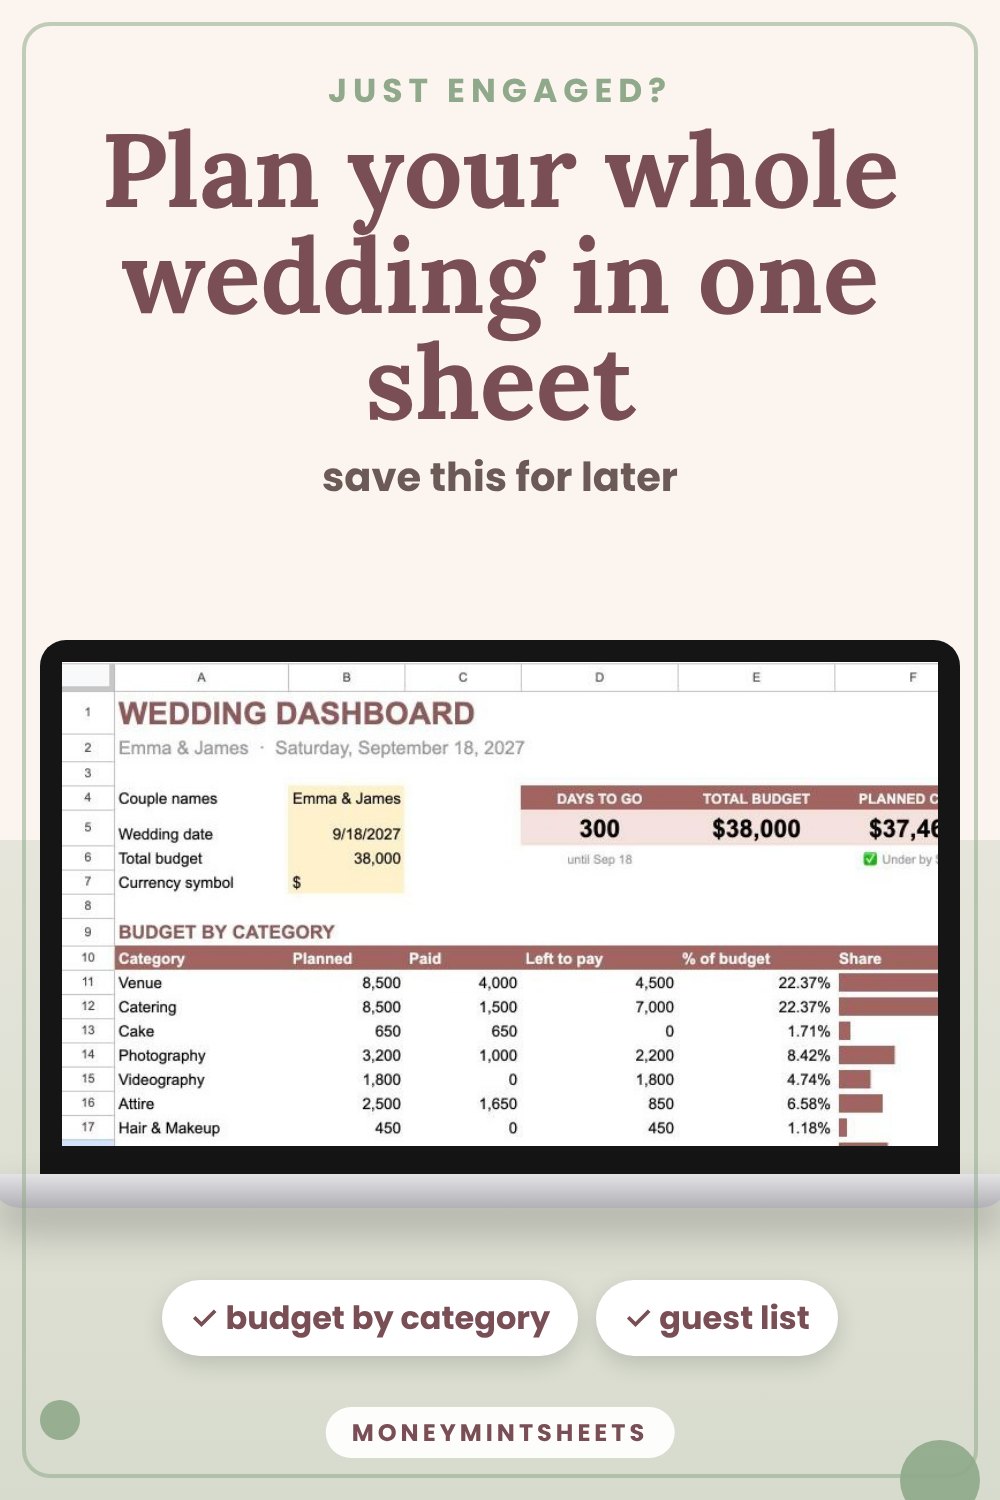 JUST ENGAGED?
Plan your whole
wedding in one
sheet
save this for later
A B C D E F
1 WEDDING DASHBOARD
2 Emma & James · Saturday, September 18, 2027
3
4 Couple names Emma & James DAYS TO GO TOTAL BUDGET PLANNED
5 Wedding date 9/18/2027 300 $38,000 $37,46
6 Total budget 38,000 until Sep 18 ✅ Under by
7 Currency symbol $
8
9 BUDGET BY CATEGORY
10 Category Planned Paid Left to pay % of budget Share
11 Venue 8,500 4,000 4,500 22.37%
12 Catering 8,500 1,500 7,000 22.37%
13 Cake 650 650 0 1.71%
14 Photography 3,200 1,000 2,200 8.42%
15 Videography 1,800 0 1,800 4.74%
16 Attire 2,500 1,650 850 6.58%
17 Hair & Makeup 450 0 450 1.18%
✓ budget by category ✓ guest list
MONEYMINTSHEETS